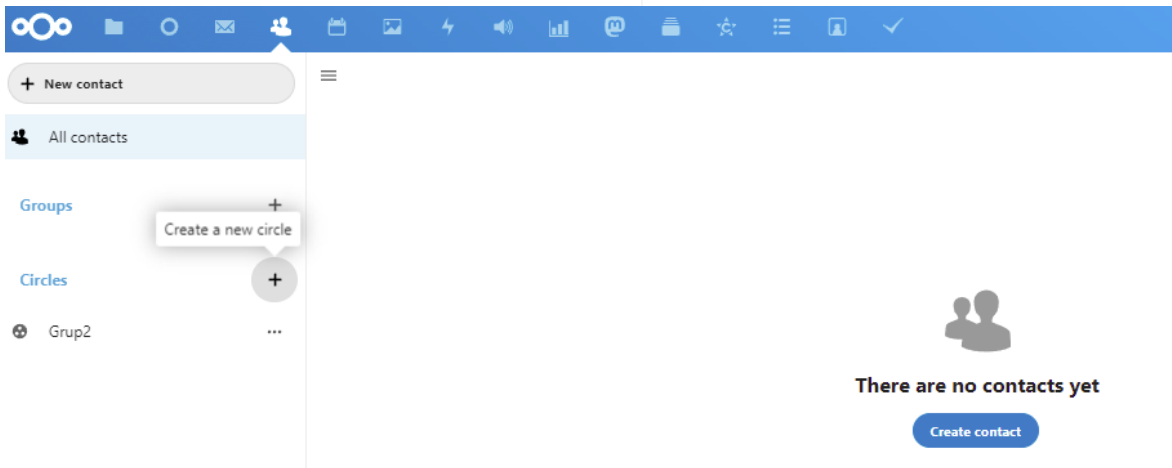 New contact
All contacts
Groups
Create a new circle
Circles
Grup2
There are no contacts yet
Create contact